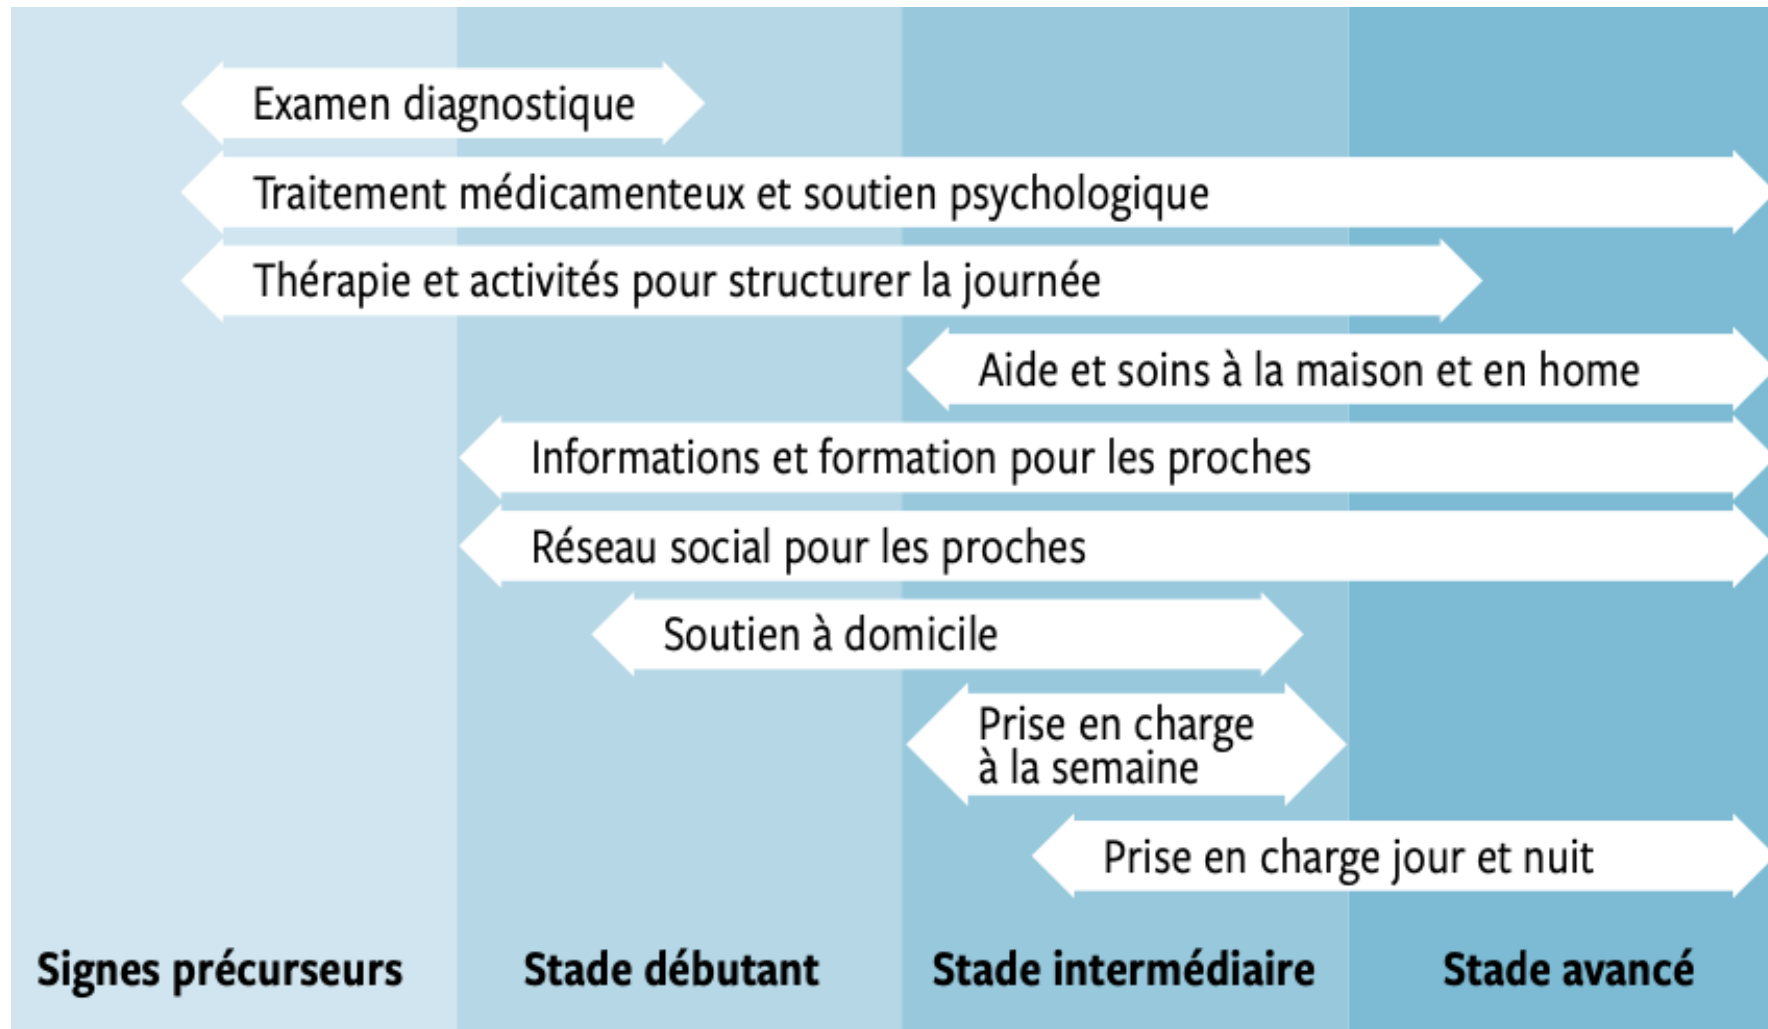 Examen diagnostique
Traitement médicamenteux et soutien psychologique
Thérapie et activités pour structurer la journée
Aide et soins à la maison et en home
Informations et formation pour les proches
Réseau social pour les proches
Soutien à domicile
Prise en charge
à la semaine
Prise en charge jour et nuit
Signes précurseurs
Stade débutant
Stade intermédiaire
Stade avancé